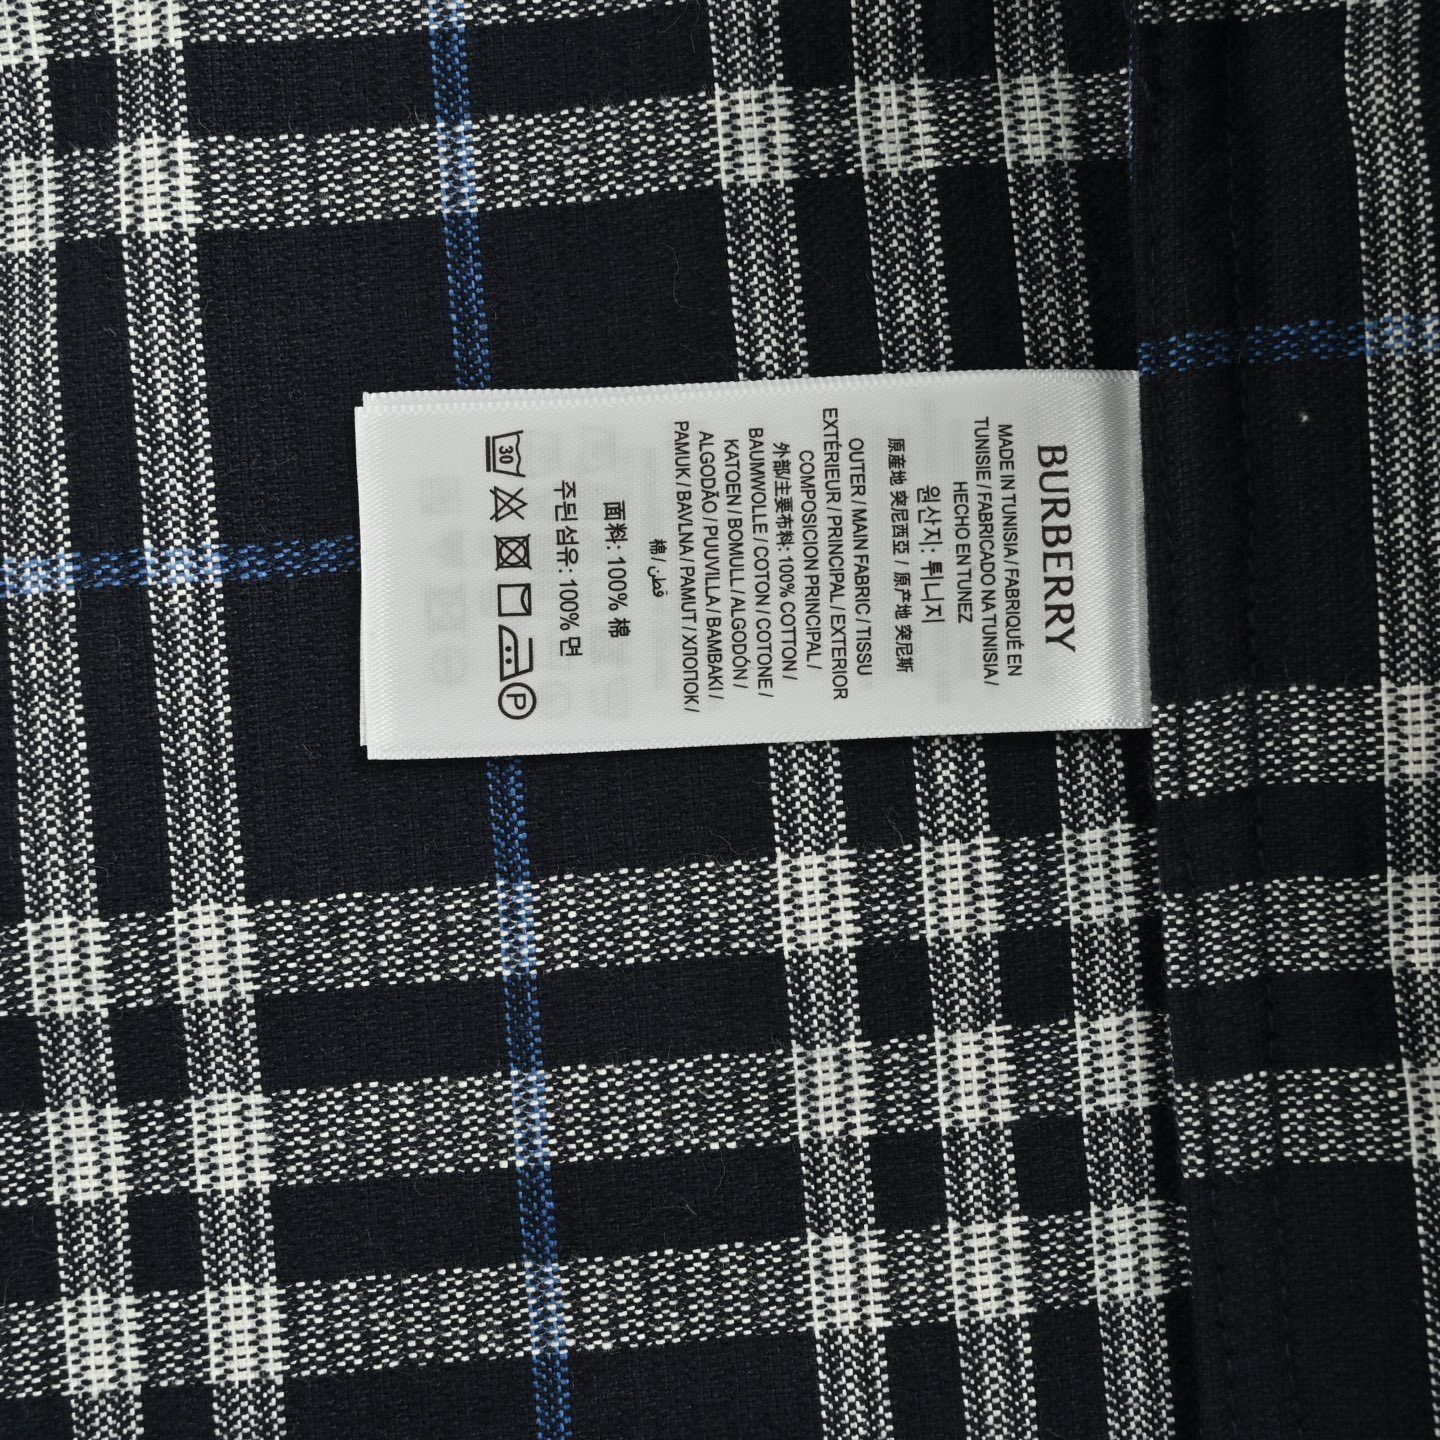 BURBERRY
MADE IN TUNISIA / FABRIQUÉ EN
TUNISIE / FABRICADO NA TUNISIA /
HECHO EN TUNEZ
원산지: 튀니지
原產地 突尼西亞 / 原产地 突尼斯
OUTER / MAIN FABRIC / TISSU
EXTÉRIEUR / PRINCIPAL / EXTERIOR
COMPOSICION PRINCIPAL /
外部/主要布料: 100% COTTON /
BAUMWOLLE / COTON / COTONE /
KATOEN / BOMULL / ALGODÓN /
ALGODÃO / PUUVILLA / BAMBAKI /
PAMUK / BAVLNA / PAMUT / ХЛОПОК /
棉 / قطن
面料: 100% 棉
주된섬유: 100% 면
30
P